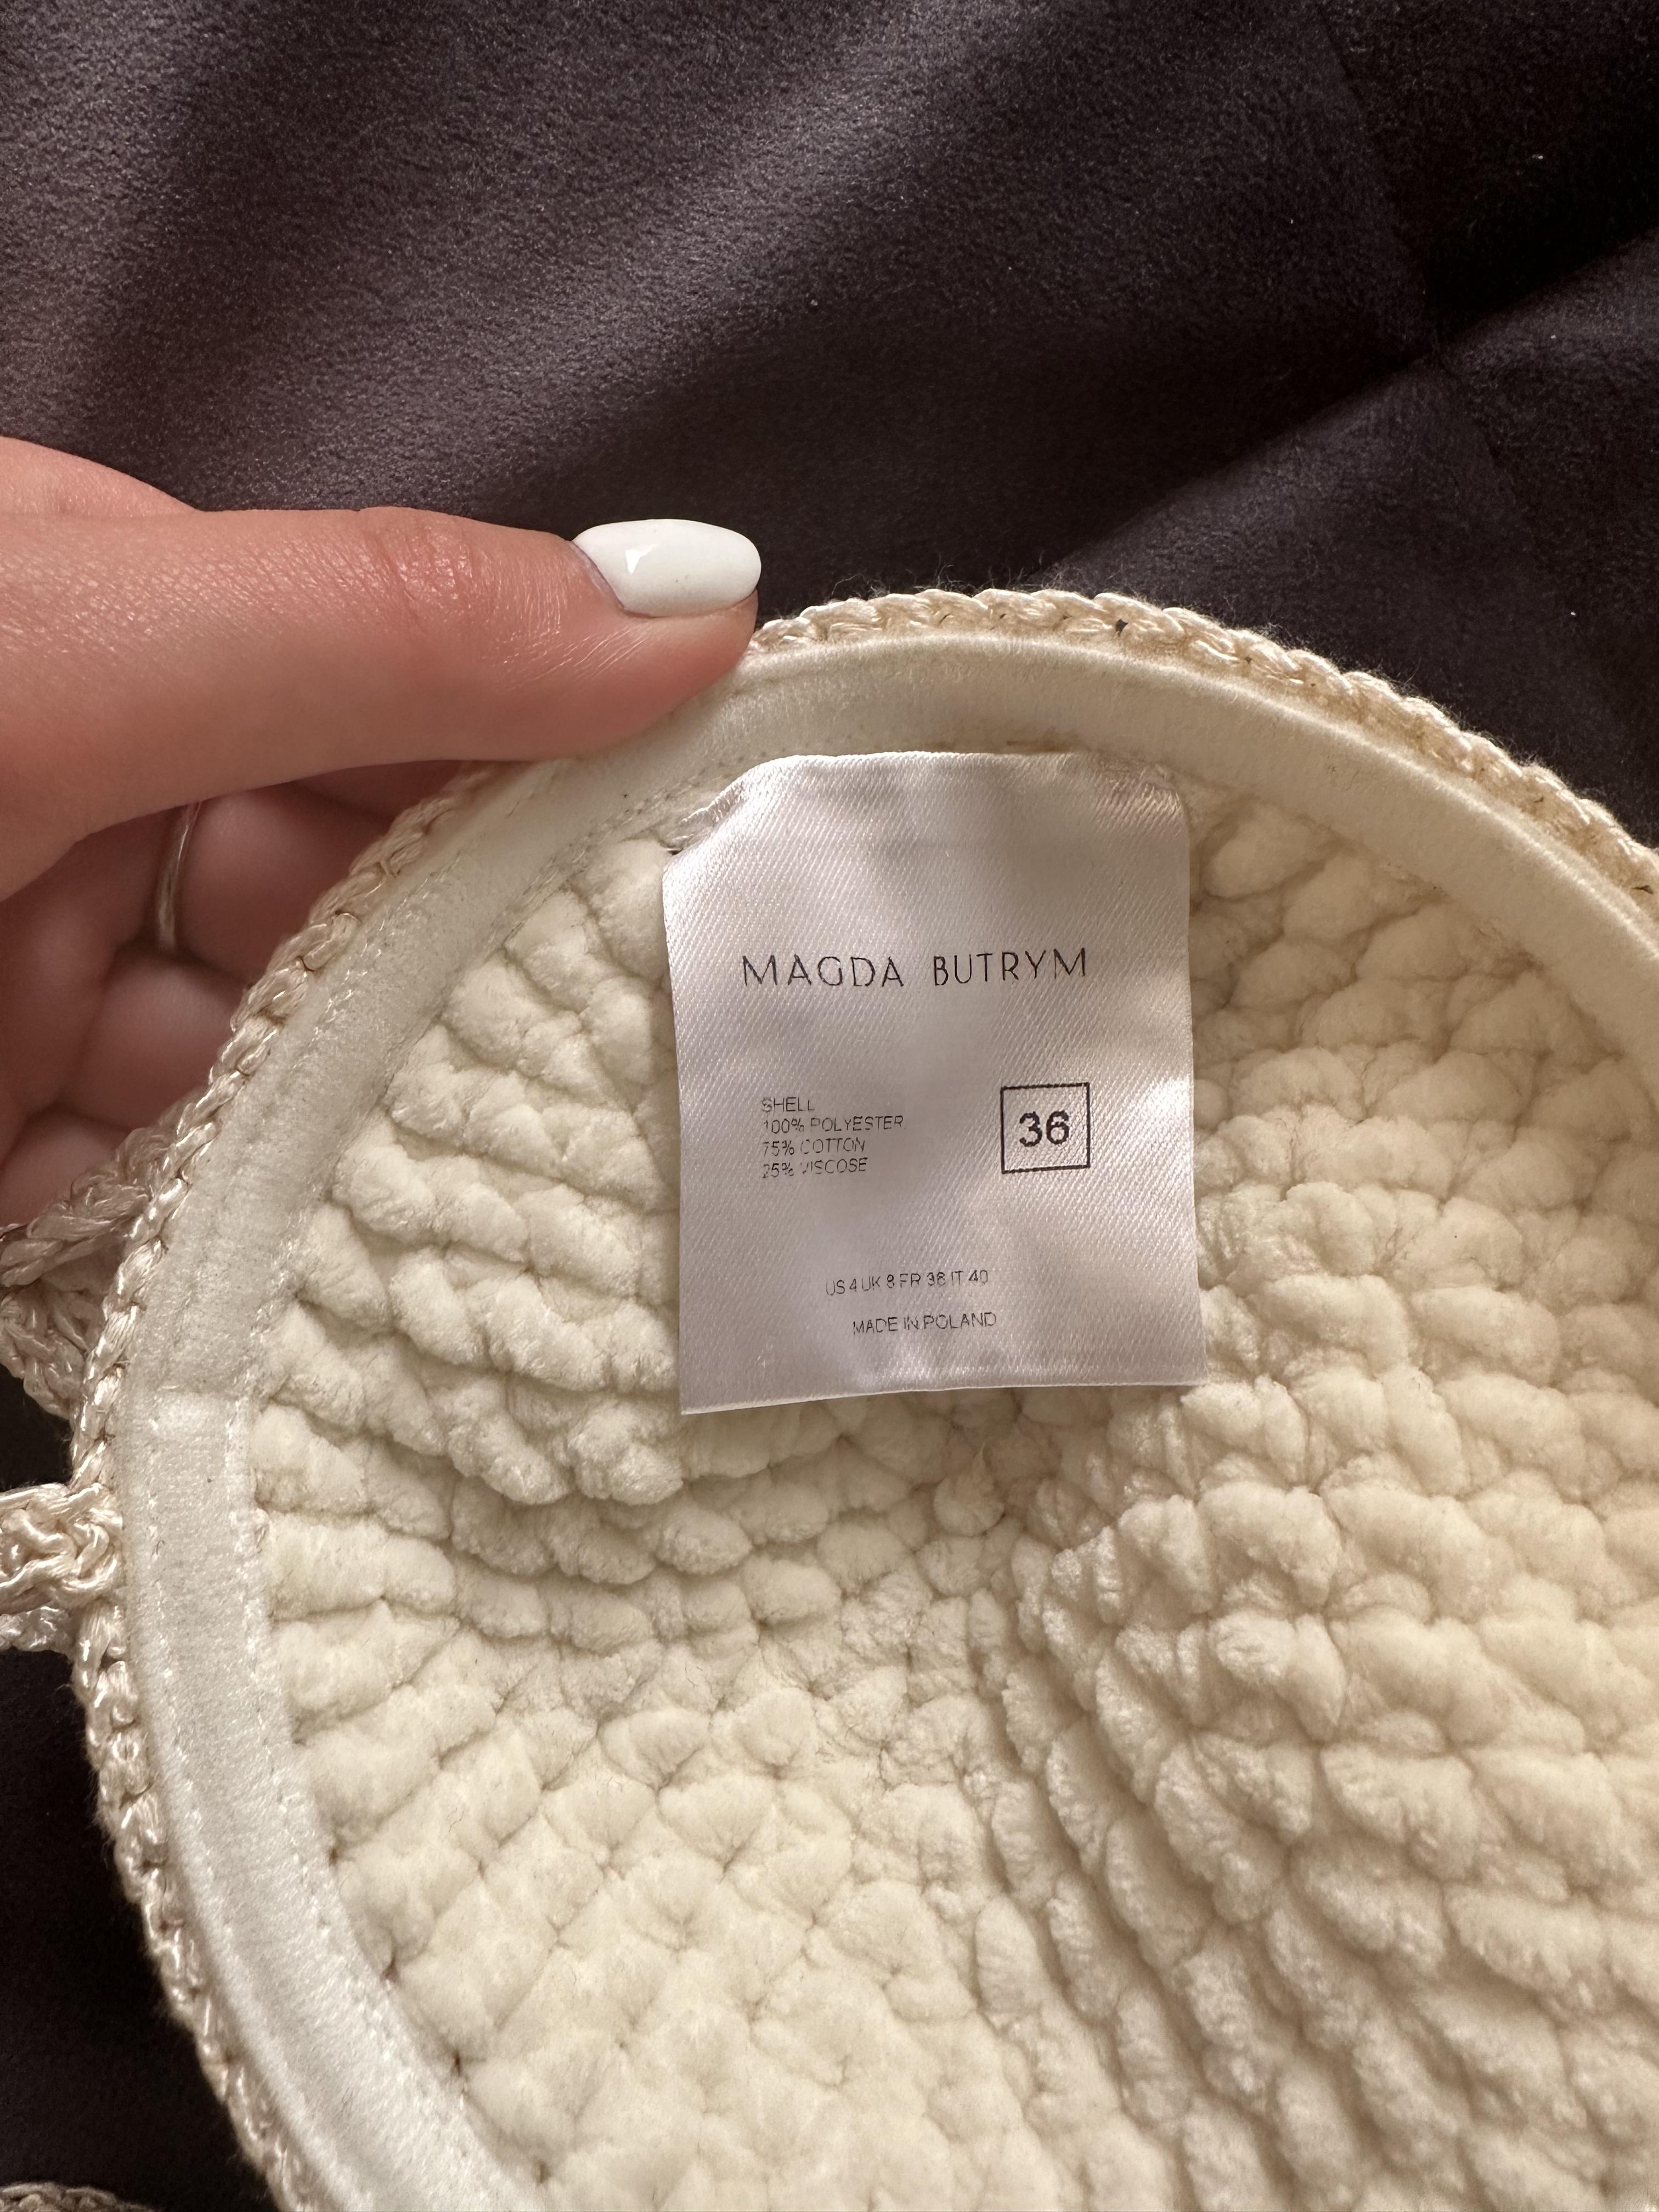 MAGDA BUTRYM
SHELL
100% POLYESTER
75% COTTON
25% VISCOSE
36
US 4 UK 8 FR 36 IT 40
MADE IN POLAND